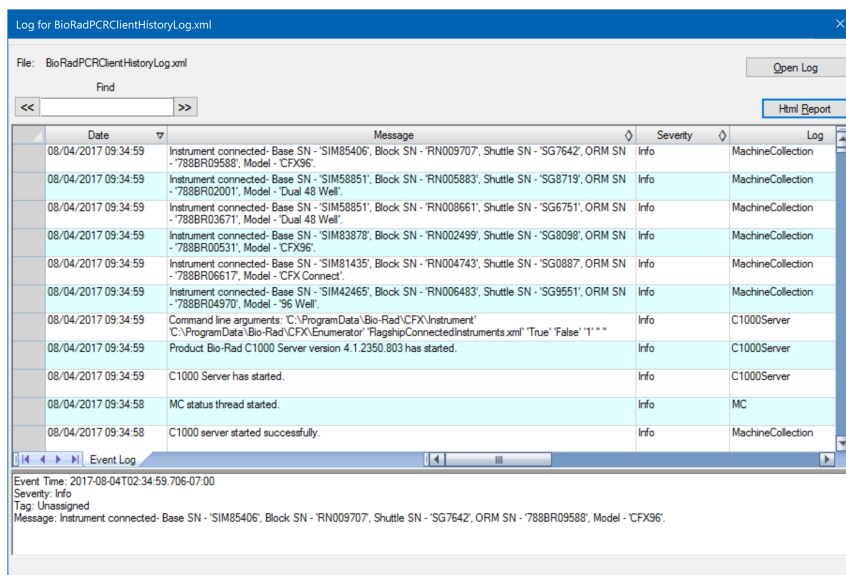 Log for BioRadPCRClientHistoryLog.xml
File: BioRadPCRClientHistoryLog.xml
Open Log
Find
<< >>
Html Report
Date Message Severity Log
08/04/2017 09:34:59 Instrument connected- Base SN - 'SIM85406', Block SN - 'RN009707', Shuttle SN - 'SG7642', ORM SN Info MachineCollection
- '788BR09588', Model - 'CFX96'.
08/04/2017 09:34:59 Instrument connected- Base SN - 'SIM58851', Block SN - 'RN005883', Shuttle SN - 'SG8719', ORM SN Info MachineCollection
- '788BR02001', Model - 'Dual 48 Well'.
08/04/2017 09:34:59 Instrument connected- Base SN - 'SIM58851', Block SN - 'RN008661', Shuttle SN - 'SG6751', ORM SN Info MachineCollection
- '788BR03671', Model - 'Dual 48 Well'.
08/04/2017 09:34:59 Instrument connected- Base SN - 'SIM83878', Block SN - 'RN002499', Shuttle SN - 'SG8098', ORM SN Info MachineCollection
- '788BR00531', Model - 'CFX96'.
08/04/2017 09:34:59 Instrument connected- Base SN - 'SIM81435', Block SN - 'RN004743', Shuttle SN - 'SG0887', ORM SN Info MachineCollection
- '788BR06617', Model - 'CFX Connect'.
08/04/2017 09:34:59 Instrument connected- Base SN - 'SIM42465', Block SN - 'RN006483', Shuttle SN - 'SG9551', ORM SN Info MachineCollection
- '788BR04970', Model - '96 Well'.
08/04/2017 09:34:59 Command line arguments: 'C:\ProgramData\Bio-Rad\CFX\Instrument' Info C1000Server
'C:\ProgramData\Bio-Rad\CFX\Enumerator' 'FlagshipConnectedInstruments.xml' 'True' 'False' '1' '' ''
08/04/2017 09:34:59 Product Bio-Rad C1000 Server version 4.1.2350.803 has started. Info C1000Server
08/04/2017 09:34:59 C1000 Server has started. Info C1000Server
08/04/2017 09:34:58 MC status thread started. Info MC
08/04/2017 09:34:58 C1000 server started successfully. Info MachineCollection
Event Log
Event Time: 2017-08-04T02:34:59.706-07:00
Severity: Info
Tag: Unassigned
Message: Instrument connected- Base SN - 'SIM85406', Block SN - 'RN009707', Shuttle SN - 'SG7642', ORM SN - '788BR09588', Model - 'CFX96'.